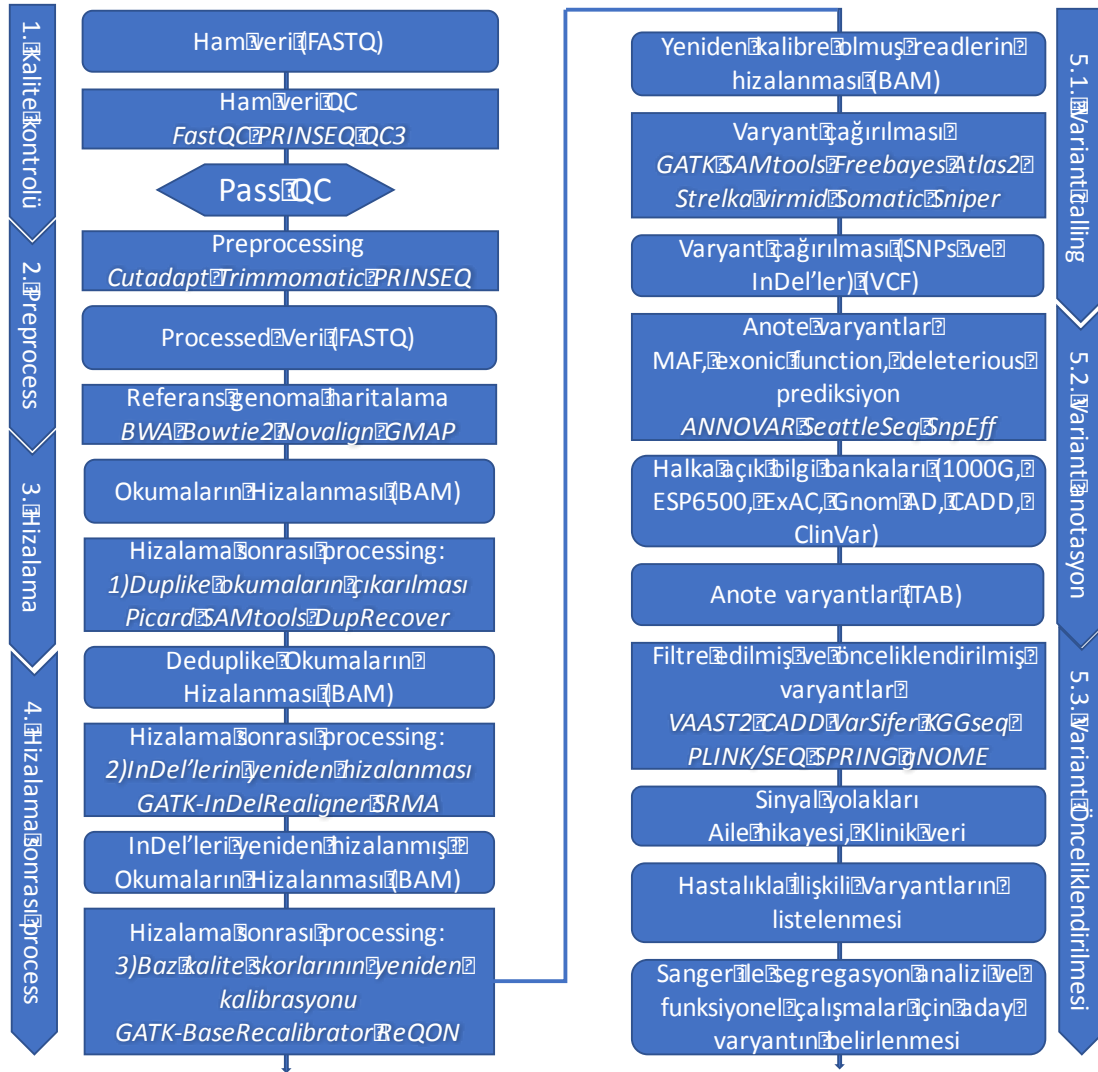 1. Kalite kontrolü
Ham veri (FASTQ)
Ham veri QC
FastQC PRINSEQ QC3
Pass QC
2. Preprocess
Preprocessing
Cutadapt Trimmomatic PRINSEQ
Processed Veri (FASTQ)
Referans genoma haritalama
BWA Bowtie2 Novalign GMAP
3. Hizalama
Okumaların Hizalanması (BAM)
Hizalama sonrası processing:
1)Duplike okumaların çıkarılması
Picard SAMtools DupRecover
4. Hizalama sonrası process
Deduplike Okumaların
Hizalanması (BAM)
Hizalama sonrası processing:
2)InDel’lerin yeniden hizalanması
GATK-InDelRealigner SRMA
InDel’leri yeniden hizalanmış
Okumaların Hizalanması (BAM)
Hizalama sonrası processing:
3)Baz kalite skorlarının yeniden
kalibrasyonu
GATK-BaseRecalibrator ReQON
5.1. Variant calling
Yeniden kalibre olmuş readlerin
hizalanması (BAM)
Varyant çağırılması
GATK SAMtools Freebayes Atlas2
Strelka virmid Somatic Sniper
Varyant çağırılması (SNPs ve
InDel’ler) (VCF)
5.2. Variant anotasyon
Anote varyantlar
MAF, exonic function, deleterious
prediksiyon
ANNOVAR SeattleSeq SnpEff
Halka açık bilgi bankaları (1000G,
ESP6500, ExAC, Gnom AD, CADD,
ClinVar)
Anote varyantlar (TAB)
5.3. Variant Önceliklendirilmesi
Filtre edilmiş ve önceliklendirilmiş
varyantlar
VAAST2 CADD VarSifer KGGseq
PLINK/SEQ SPRING gNOME
Sinyal yolakları
Aile hikayesi, Klinik veri
Hastalıkla İlişkili Varyantların
listelenmesi
Sanger ile segregasyon analizi ve
funksiyonel çalışmalar için aday
varyantın belirlenmesi